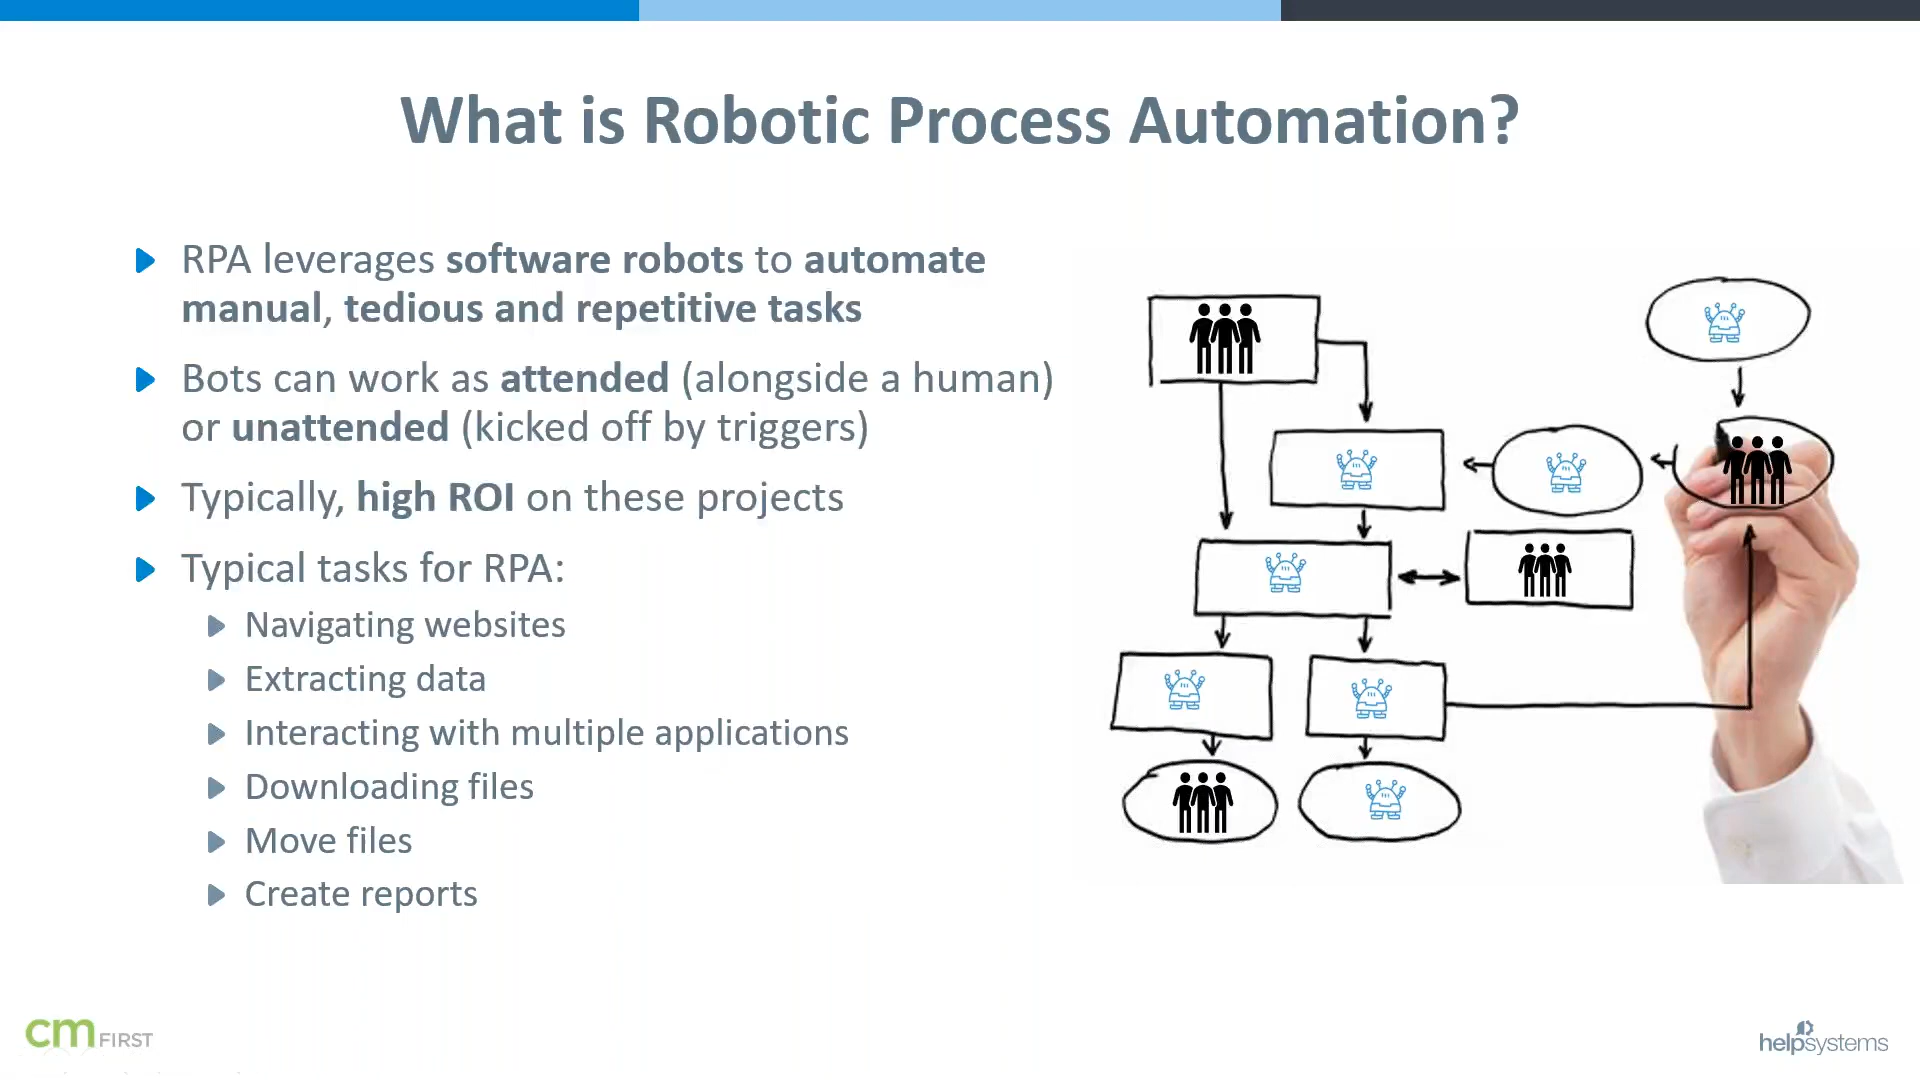 What is Robotic Process Automation?
RPA leverages software robots to automate
manual, tedious and repetitive tasks
Bots can work as attended (alongside a human)
or unattended (kicked off by triggers)
Typically, high ROI on these projects
Typical tasks for RPA:
Navigating websites
Extracting data
Interacting with multiple applications
Downloading files
Move files
Create reports
cm FIRST
helpsystems